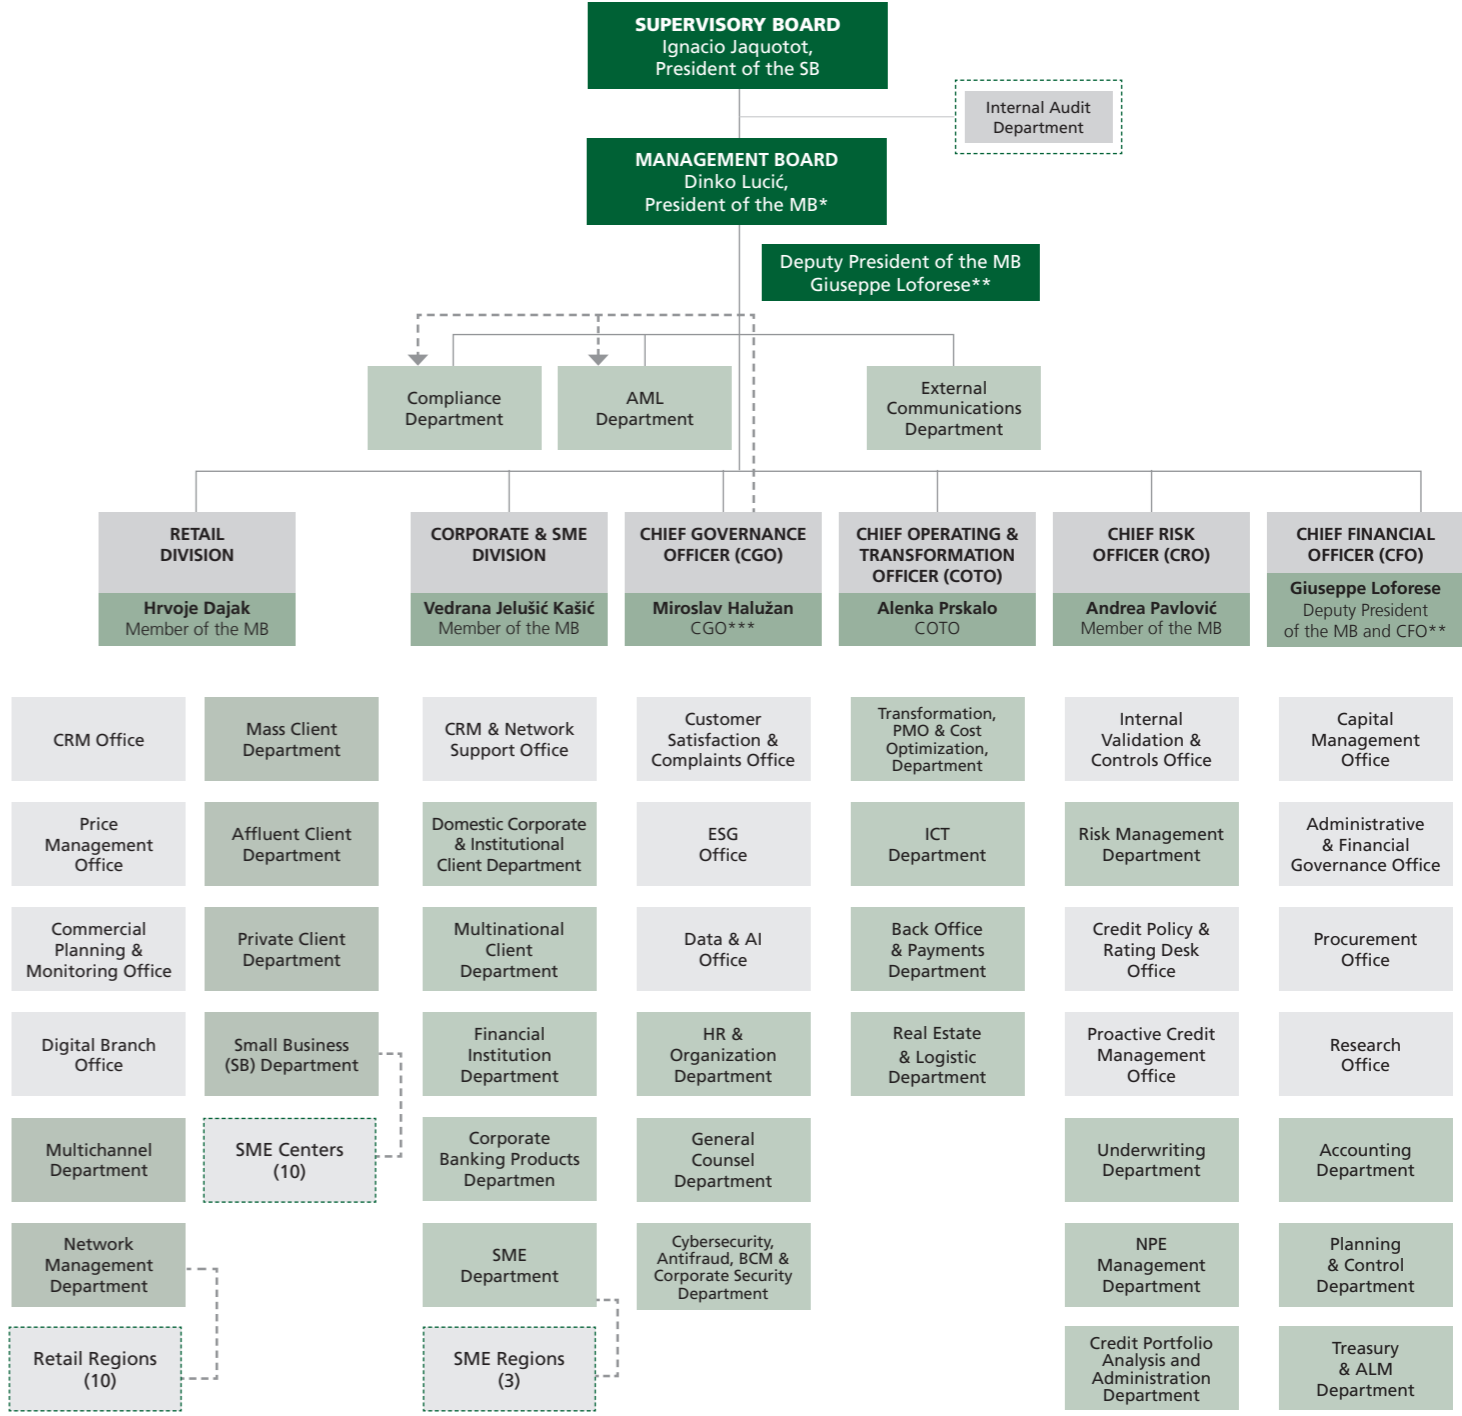 SUPERVISORY BOARD
Ignacio Jaquotot,
President of the SB
Internal Audit
Department
MANAGEMENT BOARD
Dinko Lucić,
President of the MB*
Deputy President of the MB
Giuseppe Loforese**
Compliance
Department
AML
Department
External
Communications
Department
RETAIL
DIVISION
Hrvoje Dajak
Member of the MB
CORPORATE & SME
DIVISION
Vedrana Jelušić Kašić
Member of the MB
CHIEF GOVERNANCE
OFFICER (CGO)
Miroslav Halužan
CGO***
CHIEF OPERATING &
TRANSFORMATION
OFFICER (COTO)
Alenka Prskalo
COTO
CHIEF RISK
OFFICER (CRO)
Andrea Pavlović
Member of the MB
CHIEF FINANCIAL
OFFICER (CFO)
Giuseppe Loforese
Deputy President
of the MB and CFO**
CRM Office
Price
Management
Office
Commercial
Planning &
Monitoring Office
Digital Branch
Office
Multichannel
Department
Network
Management
Department
Retail Regions
(10)
Mass Client
Department
Affluent Client
Department
Private Client
Department
Small Business
(SB) Department
SME Centers
(10)
CRM & Network
Support Office
Domestic Corporate
& Institutional
Client Department
Multinational
Client
Department
Financial
Institution
Department
Corporate
Banking Products
Departmen
SME
Department
SME Regions
(3)
Customer
Satisfaction &
Complaints Office
ESG
Office
Data & AI
Office
HR &
Organization
Department
General
Counsel
Department
Cybersecurity,
Antifraud, BCM &
Corporate Security
Department
Transformation,
PMO & Cost
Optimization,
Department
ICT
Department
Back Office
& Payments
Department
Real Estate
& Logistic
Department
Internal
Validation &
Controls Office
Risk Management
Department
Credit Policy &
Rating Desk
Office
Proactive Credit
Management
Office
Underwriting
Department
NPE
Management
Department
Credit Portfolio
Analysis and
Administration
Department
Capital
Management
Office
Administrative
& Financial
Governance Office
Procurement
Office
Research
Office
Accounting
Department
Planning
& Control
Department
Treasury
& ALM
Department